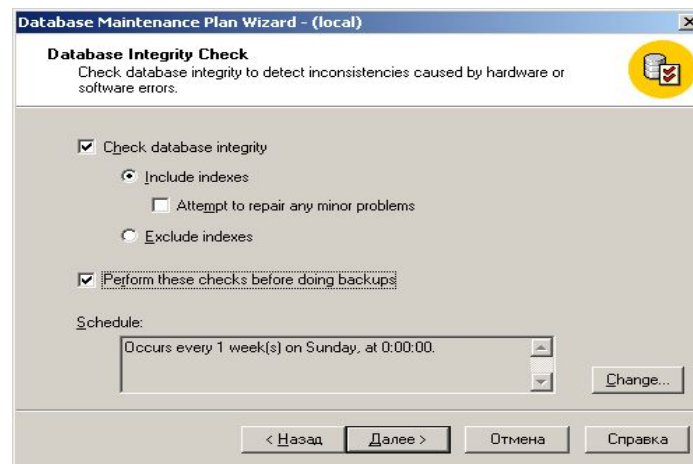 Database Maintenance Plan Wizard - (local)
Database Integrity Check
Check database integrity to detect inconsistencies caused by hardware or
software errors.
Check database integrity
Include indexes
Attempt to repair any minor problems
Exclude indexes
Perform these checks before doing backups
Schedule:
Occurs every 1 week(s) on Sunday, at 0:00:00.
Change...
< Назад
Далее >
Отмена
Справка